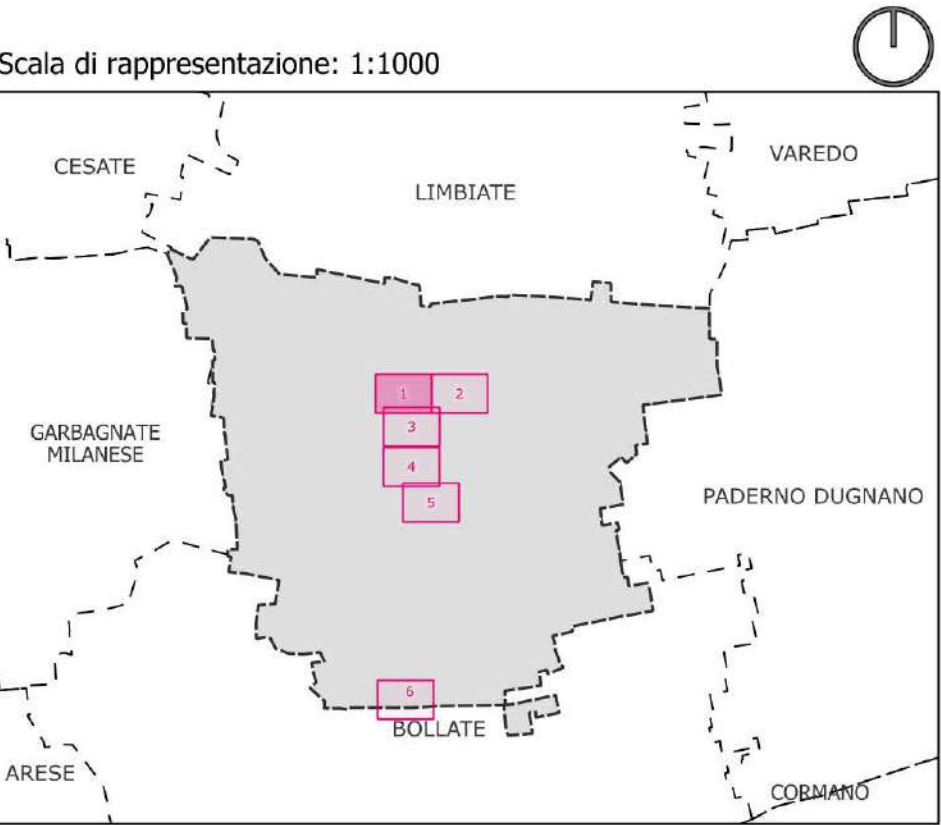 Scala di rappresentazione: 1:1000
CESATE
VAREDO
LIMBIATE
1
2
3
GARBAGNATE
MILANESE
4
5
PADERNO DUGNANO
6
BOLLATE
ARESE
CORMANO